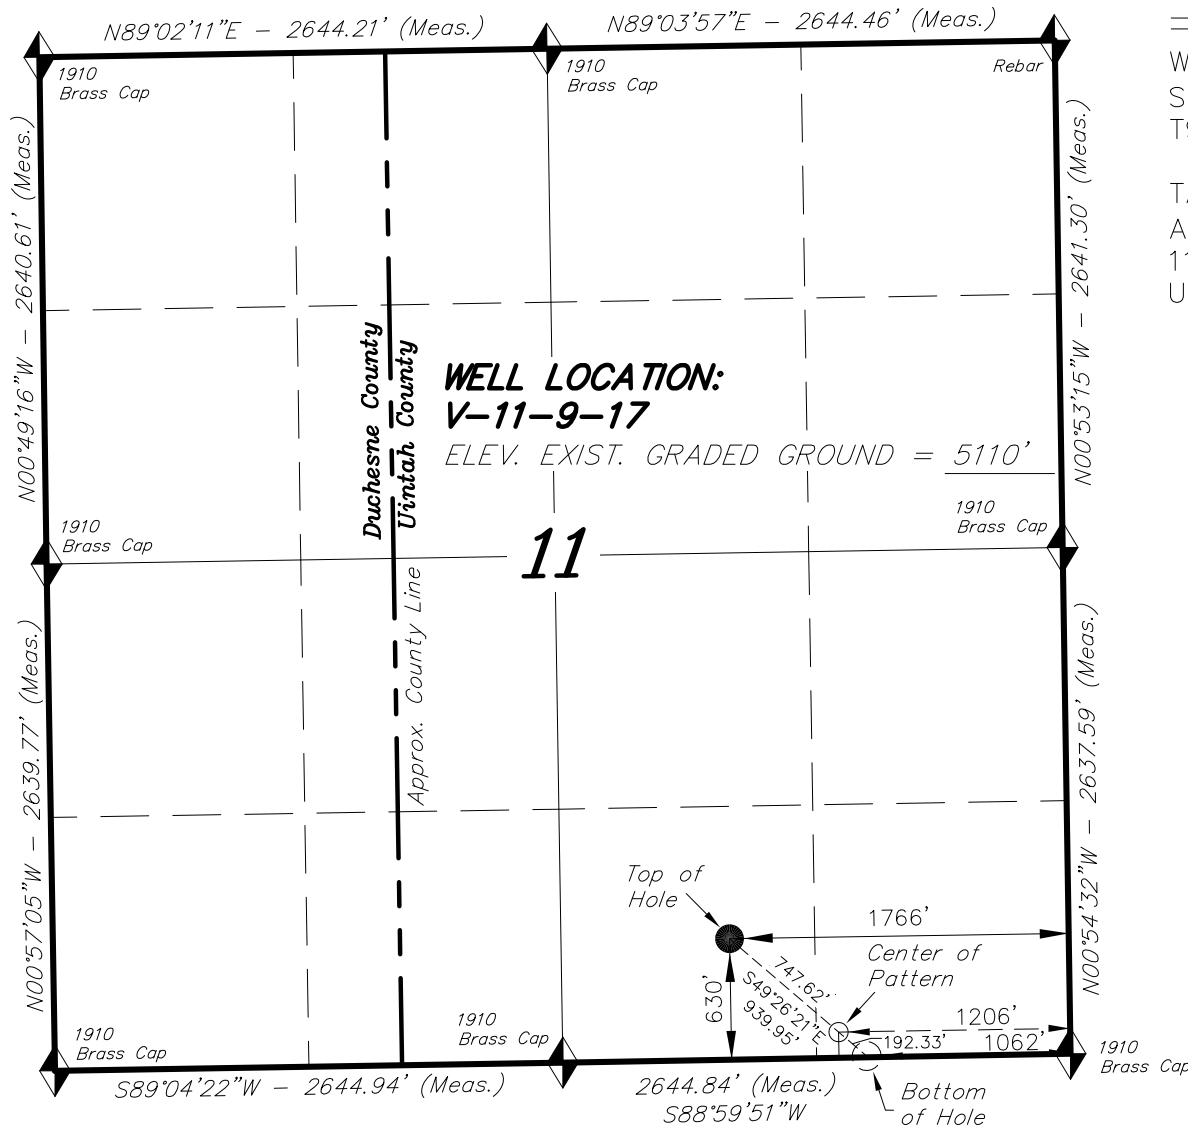 N89°02'11"E - 2644.21' (Meas.)
N89°03'57"E - 2644.46' (Meas.)
1910
Brass Cap
1910
Brass Cap
Rebar
N00°49'16"W - 2640.61' (Meas.)
N00°53'15"W - 2641.30' (Meas.)
Duchesne County
Uintah County
WELL LOCATION:
V-11-9-17
ELEV. EXIST. GRADED GROUND = 5110'
1910
Brass Cap
1910
Brass Cap
11
Approx. County Line
N00°57'05"W - 2639.77' (Meas.)
N00°54'32"W - 2637.59' (Meas.)
Top of
Hole
1766'
Center of
Pattern
630'
747.62'
S49°26'21"E
939.95'
1206'
192.33'
1062'
1910
Brass Cap
1910
Brass Cap
1910
Brass Cap
S89°04'22"W - 2644.94' (Meas.)
2644.84' (Meas.)
S88°59'51"W
Bottom
of Hole
W
S
T9
T
A
11
U